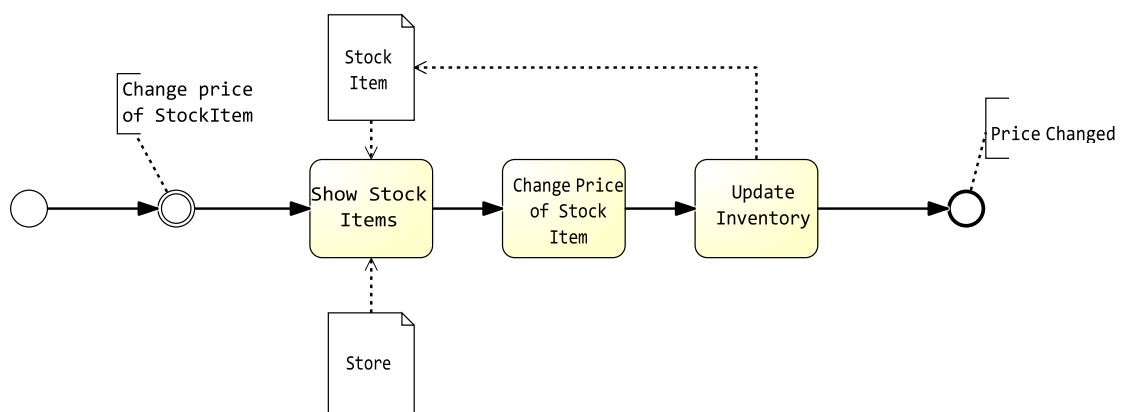 Stock
Item
Change price
of StockItem
Price Changed
Show Stock
Items
Change Price
of Stock
Item
Update
Inventory
Store